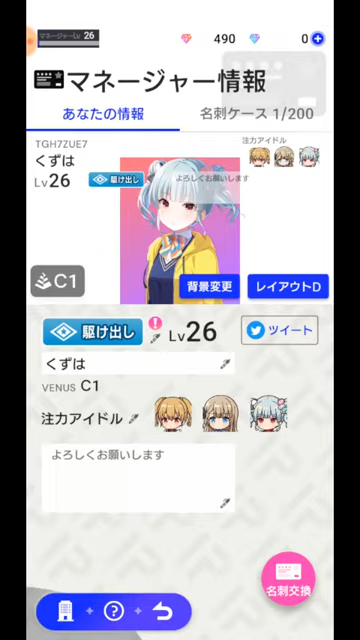 マネージャーLv 26
490
0
マネージャー情報
あなたの情報
名刺ケース 1/200
TGH7ZUE7
くずは
Lv26
駆け出し
よろしくお願いします
注力アイドル
C1
背景変更
レイアウトD
駆け出し
Lv26
ツイート
くずは
VENUS C1
注力アイドル
よろしくお願いします
名刺交換